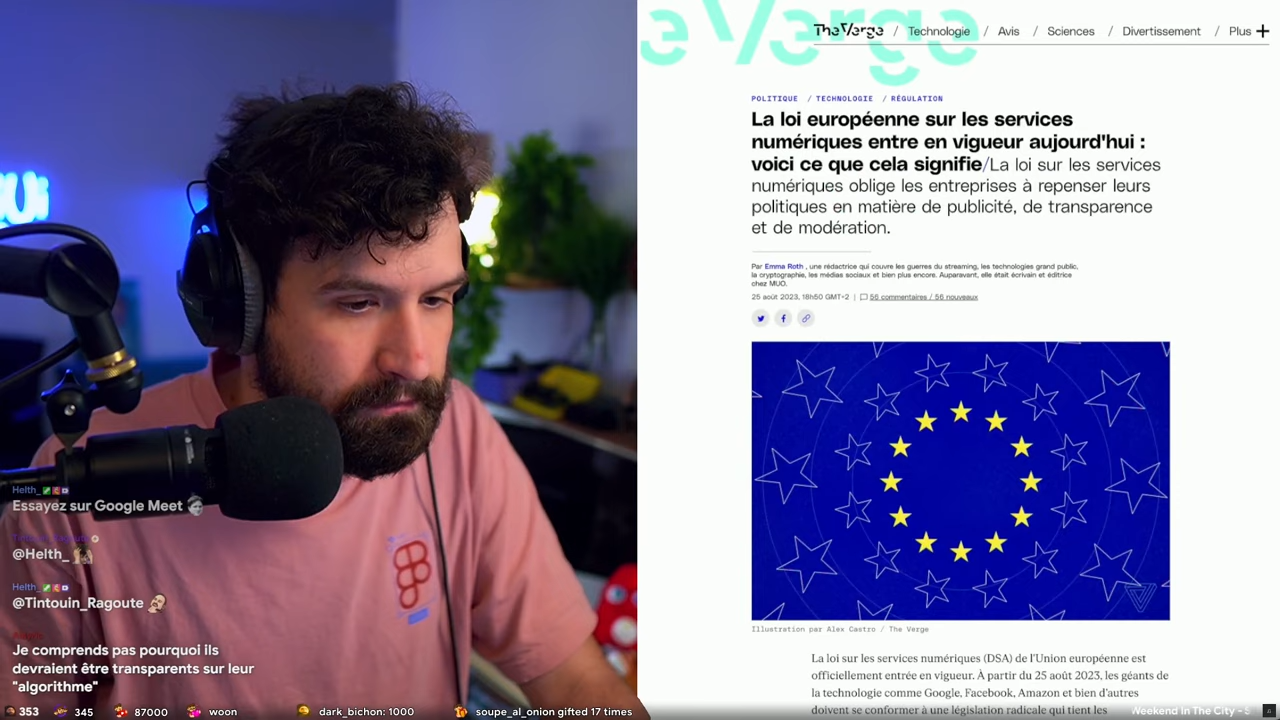 The Verge / Technologie / Avis / Sciences / Divertissement / Plus +
POLITIQUE / TECHNOLOGIE / RÉGULATION
La loi européenne sur les services
numériques entre en vigueur aujourd'hui :
voici ce que cela signifie/La loi sur les services
numériques oblige les entreprises à repenser leurs
politiques en matière de publicité, de transparence
et de modération.
Par Emma Roth , une rédactrice qui couvre les guerres du streaming, les technologies grand public,
la cryptographie, les médias sociaux et bien plus encore. Auparavant, elle était écrivain et éditrice
chez MUO.
25 août 2023, 18h50 GMT+2 | 56 commentaires / 56 nouveaux
Illustration par Alex Castro / The Verge
La loi sur les services numériques (DSA) de l'Union européenne est
officiellement entrée en vigueur. À partir du 25 août 2023, les géants de
la technologie comme Google, Facebook, Amazon et bien d'autres
doivent se conformer à une législation radicale qui tient les
Helth_
Essayez sur Google Meet
@Helth_
Helth_
@Tintouin_Ragoute
Je comprends pas pourquoi ils
devraient être transparents sur leur
"algorithme"
353 345 87000 woon dark_bichon: 1000 soupe_al_onion gifted 17 times
Weekend In The City - S